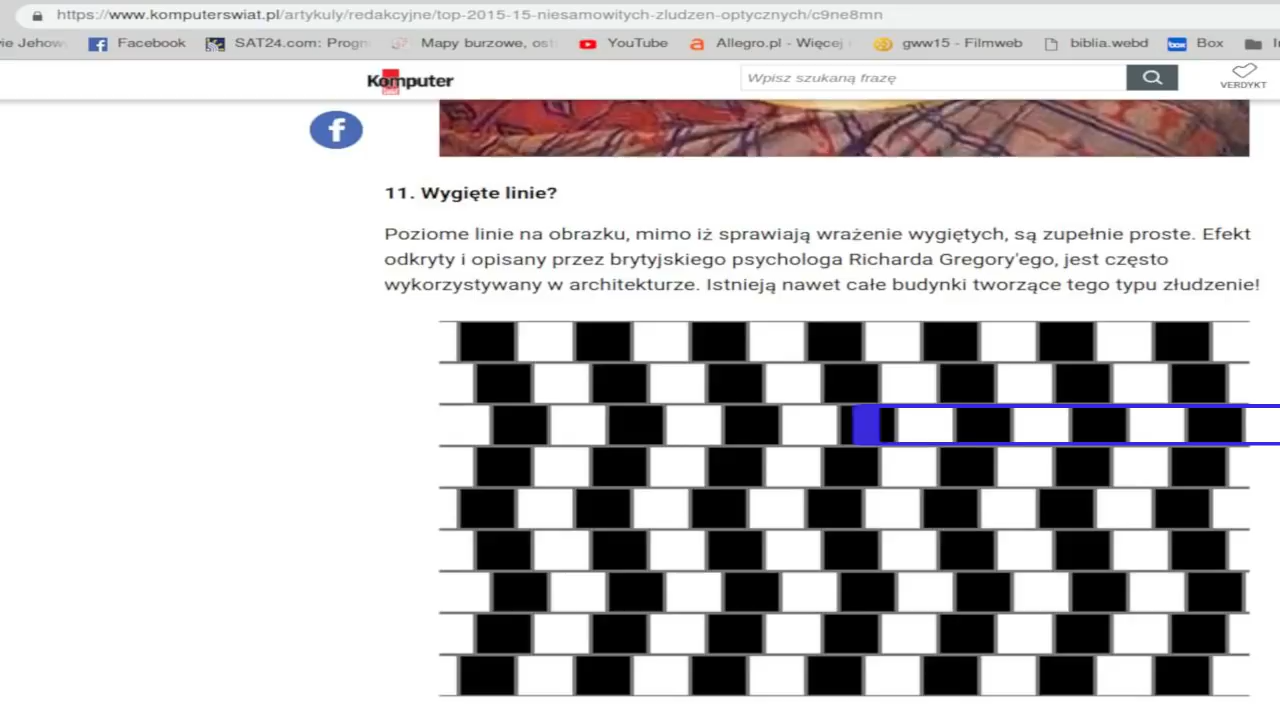 https://www.komputerswiat.pl/artykuly/redakcyjne/top-2015-15-niesamowitych-zludzen-optycznych/c9ne8mn
Facebook SAT24.com: Mapy burzowe, YouTube Allegro.pl - Więcej gww15 - Filmweb biblia.webd Box
Komputer
Wpisz szukaną frazę
VERDYKT
11. Wygięte linie?
Poziome linie na obrazku, mimo iż sprawiają wrażenie wygiętych, są zupełnie proste. Efekt
odkryty i opisany przez brytyjskiego psychologa Richarda Gregory'ego, jest często
wykorzystywany w architekturze. Istnieją nawet całe budynki tworzące tego typu złudzenie!